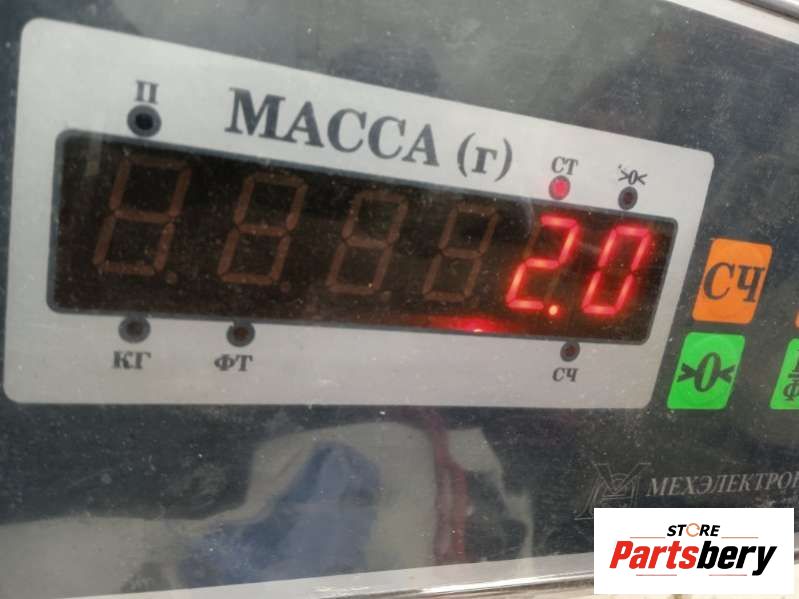 П
МАССА (г)
СТ
>0<
2.0
КГ
ФТ
СЧ
СЧ
>0<
МЕХЭЛЕКТРОН
STORE
Partsbery